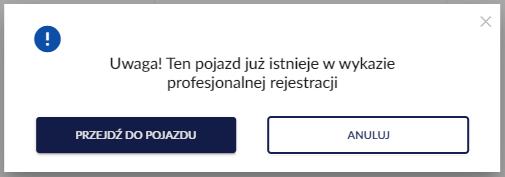 Uwaga! Ten pojazd już istnieje w wykazie
profesjonalnej rejestracji
PRZEJDŹ DO POJAZDU
ANULUJ